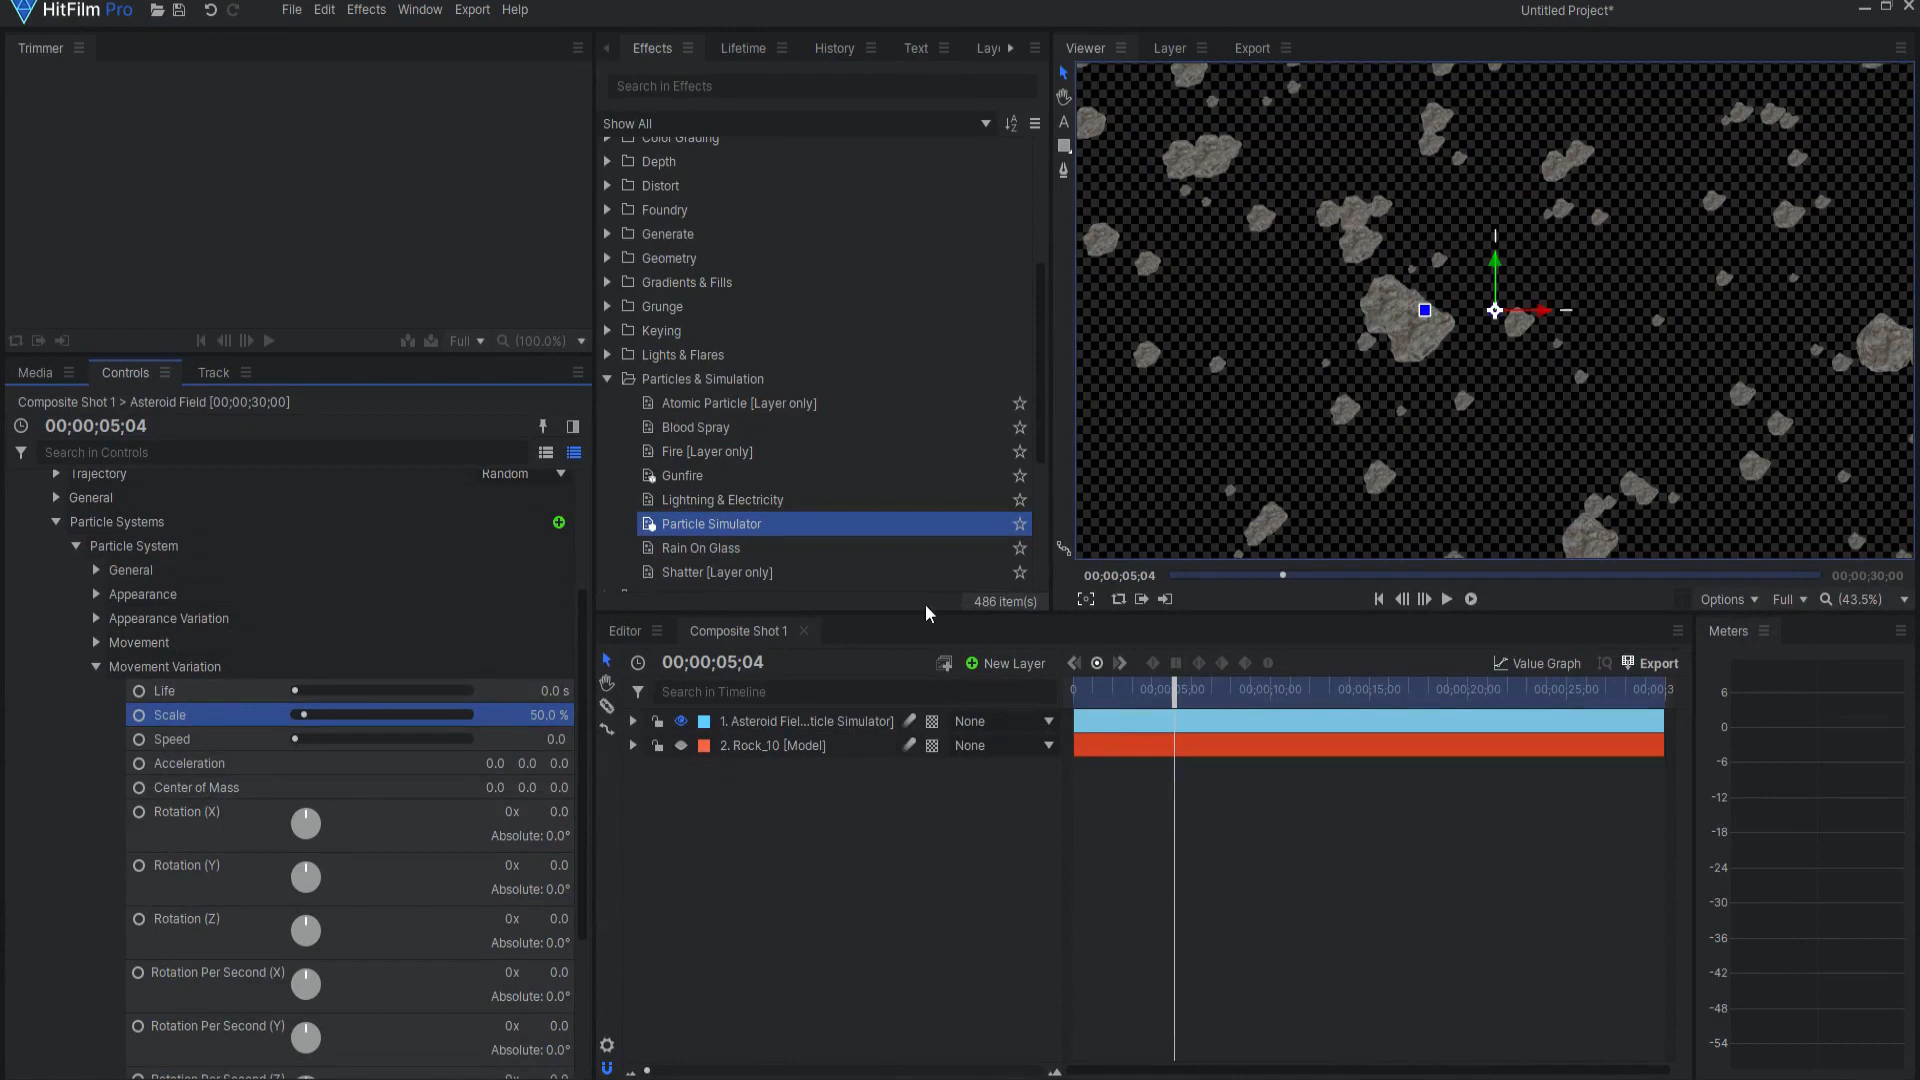 HitFilm Pro
File Edit Effects Window Export Help
Untitled Project*
Trimmer
Full (100.0%)
Effects Lifetime History Text
Search in Effects
Show All
Color Grading
Depth
Distort
Foundry
Generate
Geometry
Gradients & Fills
Grunge
Keying
Lights & Flares
Particles & Simulation
Atomic Particle [Layer only]
Blood Spray
Fire [Layer only]
Gunfire
Lightning & Electricity
Particle Simulator
Rain On Glass
Shatter [Layer only]
486 item(s)
Viewer Layer Export
00;00;05;04 00;00;30;00
Options Full (43.5%)
Media Controls Track
Composite Shot 1 > Asteroid Field [00;00;30;00]
00;00;05;04
Search in Controls
Trajectory Random
General
Particle Systems
Particle System
General
Appearance
Appearance Variation
Movement
Movement Variation
Life 0.0 s
Scale 50.0 %
Speed 0.0
Acceleration 0.0 0.0 0.0
Center of Mass 0.0 0.0 0.0
Rotation (X) 0x 0.0
Absolute: 0.0°
Rotation (Y) 0x 0.0
Absolute: 0.0°
Rotation (Z) 0x 0.0
Absolute: 0.0°
Rotation Per Second (X) 0x 0.0
Absolute: 0.0°
Rotation Per Second (Y) 0x 0.0
Absolute: 0.0°
Editor Composite Shot 1
00;00;05;04 New Layer Value Graph Export
Search in Timeline
0 00;00;05;00 00;00;10;00 00;00;15;00 00;00;20;00 00;00;25;00 00;00;3
1. Asteroid Fiel...ticle Simulator] None
2. Rock_10 [Model] None
Meters
6
0
-6
-12
-18
-24
-30
-36
-42
-48
-54